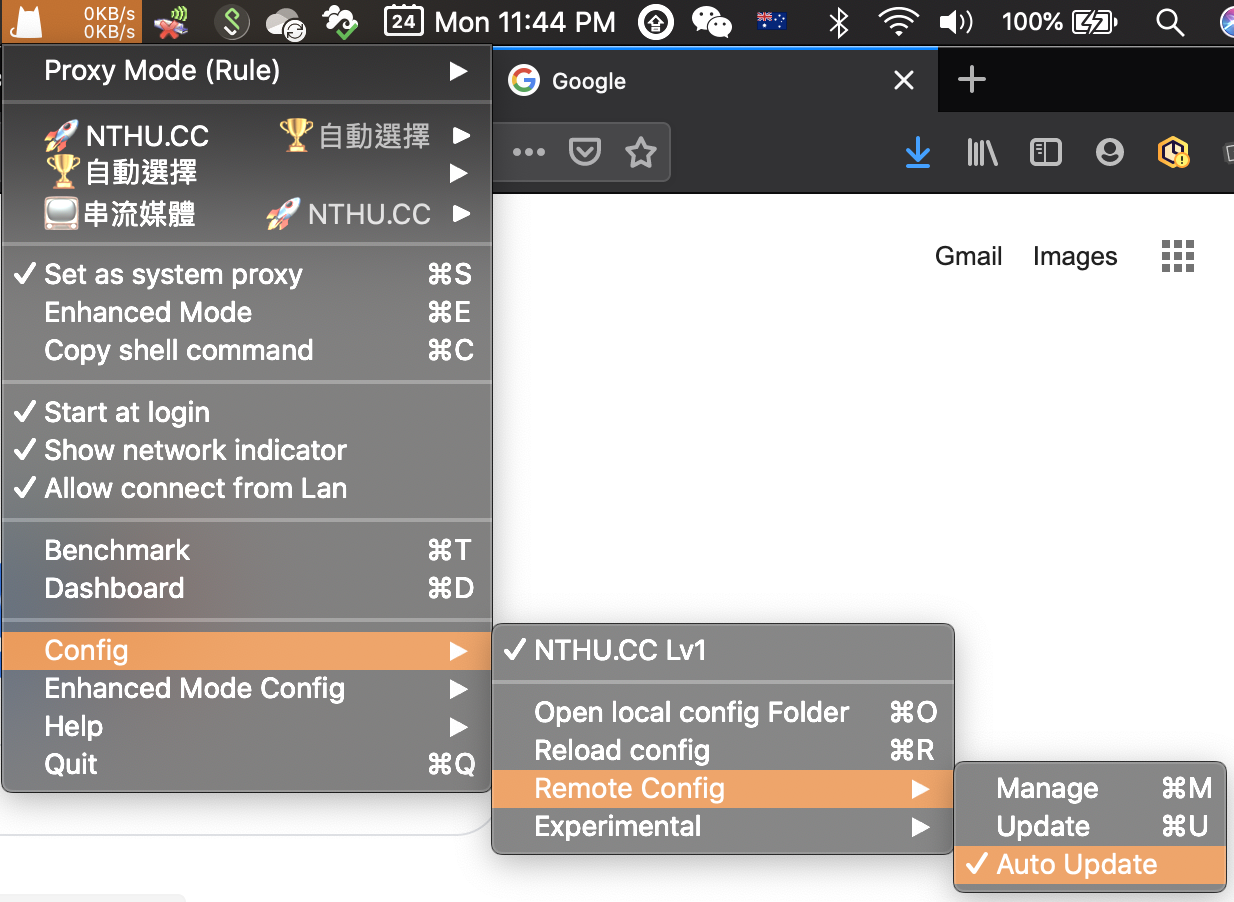 0KB/s
0KB/s
24 Mon 11:44 PM 100%
Proxy Mode (Rule)
Google
NTHU.CC 自動選擇
自動選擇
串流媒體 NTHU.CC
Gmail Images
Set as system proxy ⌘S
Enhanced Mode ⌘E
Copy shell command ⌘C
Start at login
Show network indicator
Allow connect from Lan
Benchmark ⌘T
Dashboard ⌘D
Config
Enhanced Mode Config
Help
Quit ⌘Q
NTHU.CC Lv1
Open local config Folder ⌘O
Reload config ⌘R
Remote Config
Experimental
Manage ⌘M
Update ⌘U
Auto Update